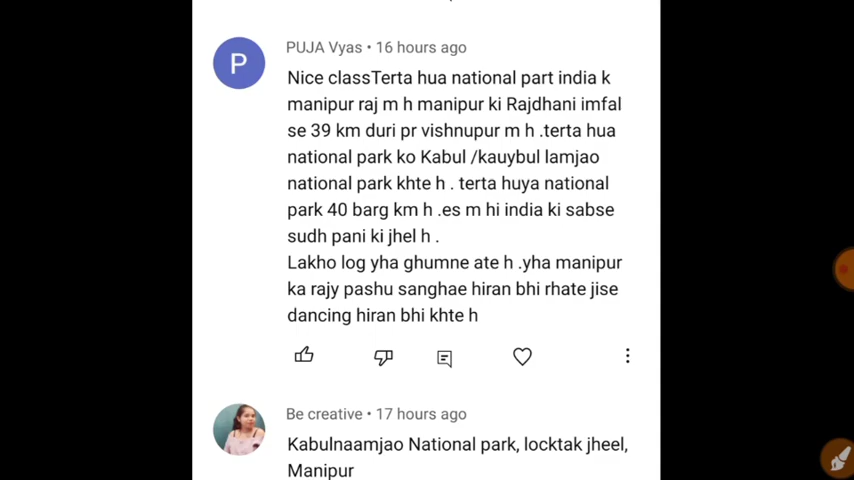 PUJA Vyas • 16 hours ago
P
Nice classTerta hua national part india k
manipur raj m h manipur ki Rajdhani imfal
se 39 km duri pr vishnupur m h .terta hua
national park ko Kabul /kauybul lamjao
national park khte h . terta huya national
park 40 barg km h .es m hi india ki sabse
sudh pani ki jhel h .
Lakho log yha ghumne ate h .yha manipur
ka rajy pashu sanghae hiran bhi rhate jise
dancing hiran bhi khte h
Be creative • 17 hours ago
Kabulnaamjao National park, locktak jheel,
Manipur